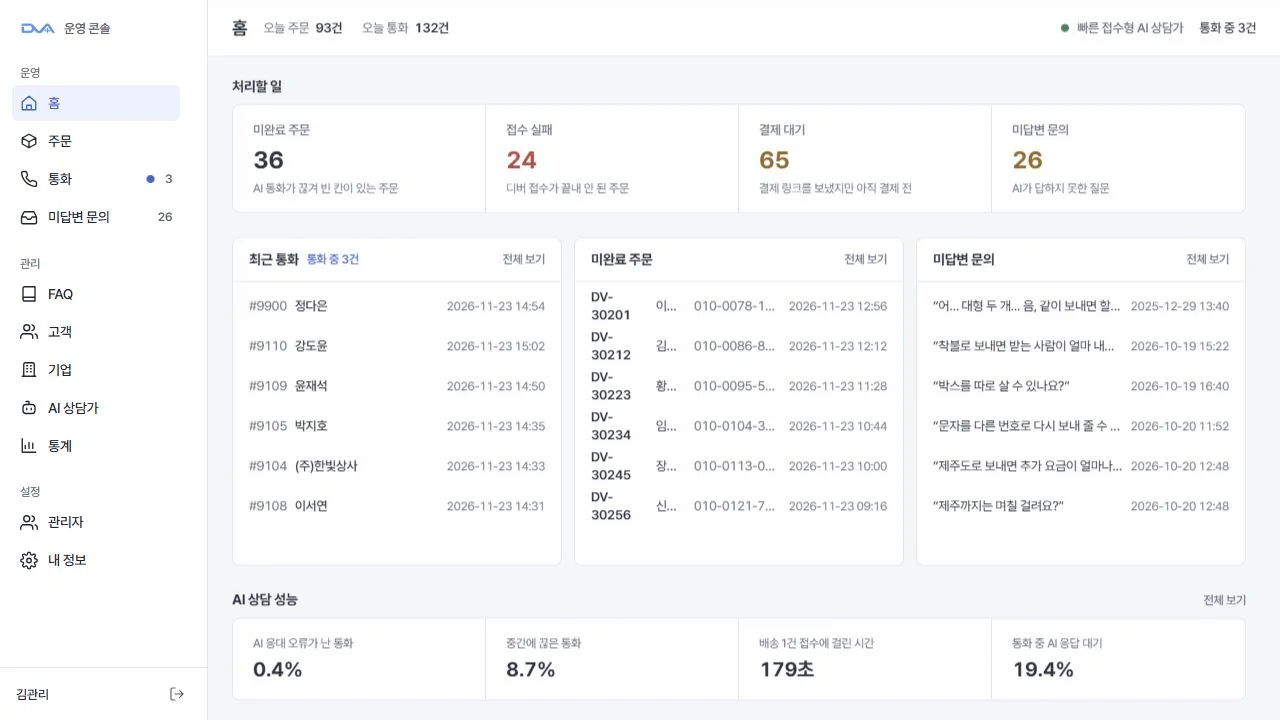 DVA 운영 콘솔
운영
홈
주문
통화 3
미답변 문의 26
관리
FAQ
고객
기업
AI 상담가
통계
설정
관리자
내 정보
김관리
홈 오늘 주문 93건 오늘 통화 132건
빠른 접수형 AI 상담가 통화 중 3건
처리할 일
미완료 주문
36
AI 통화가 끊겨 빈 칸이 있는 주문
접수 실패
24
디버 접수가 끝내 안 된 주문
결제 대기
65
결제 링크를 보냈지만 아직 결제 전
미답변 문의
26
AI가 답하지 못한 질문
최근 통화 통화 중 3건 전체 보기
#9900 정다은 2026-11-23 14:54
#9110 강도윤 2026-11-23 15:02
#9109 윤재석 2026-11-23 14:50
#9105 박지호 2026-11-23 14:35
#9104 (주)한빛상사 2026-11-23 14:33
#9108 이서연 2026-11-23 14:31
미완료 주문 전체 보기
DV-30201 이... 010-0078-1... 2026-11-23 12:56
DV-30212 김... 010-0086-8... 2026-11-23 12:12
DV-30223 황... 010-0095-5... 2026-11-23 11:28
DV-30234 임... 010-0104-3... 2026-11-23 10:44
DV-30245 장... 010-0113-0... 2026-11-23 10:00
DV-30256 신... 010-0121-7... 2026-11-23 09:16
미답변 문의 전체 보기
“어... 대형 두 개... 음, 같이 보내면 할... 2025-12-29 13:40
“착불로 보내면 받는 사람이 얼마 내... 2026-10-19 15:22
“박스를 따로 살 수 있나요?” 2026-10-19 16:40
“문자를 다른 번호로 다시 보내 줄 수 ... 2026-10-20 11:52
“제주도로 보내면 추가 요금이 얼마나... 2026-10-20 12:48
“제주까지는 며칠 걸려요?” 2026-10-20 12:48
AI 상담 성능 전체 보기
AI 응대 오류가 난 통화
0.4%
중간에 끊은 통화
8.7%
배송 1건 접수에 걸린 시간
179초
통화 중 AI 응답 대기
19.4%